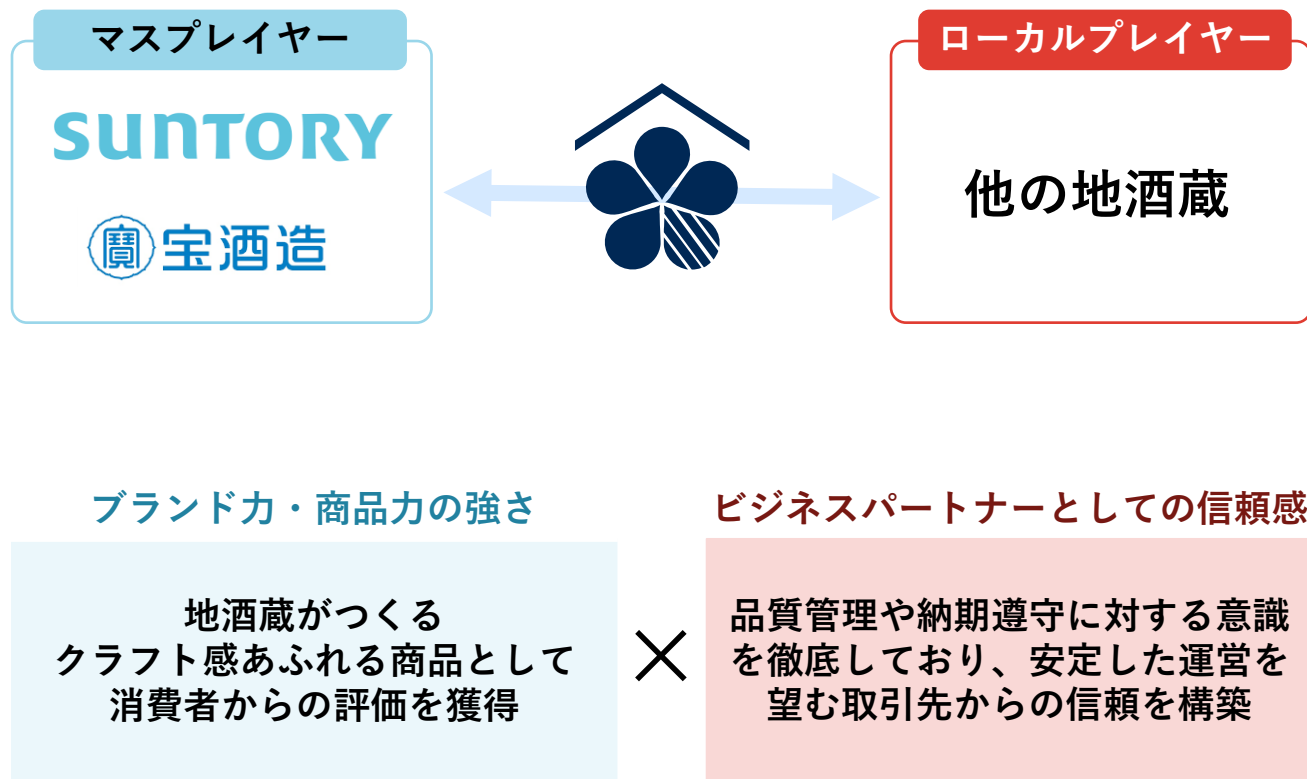 マスプレイヤー
ローカルプレイヤー
SUNTORY
寶 宝酒造
他の地酒蔵
ブランド力・商品力の強さ
ビジネスパートナーとしての信頼感
地酒蔵がつくる
クラフト感あふれる商品として
消費者からの評価を獲得
×
品質管理や納期遵守に対する意識
を徹底しており、安定した運営を
望む取引先からの信頼を構築